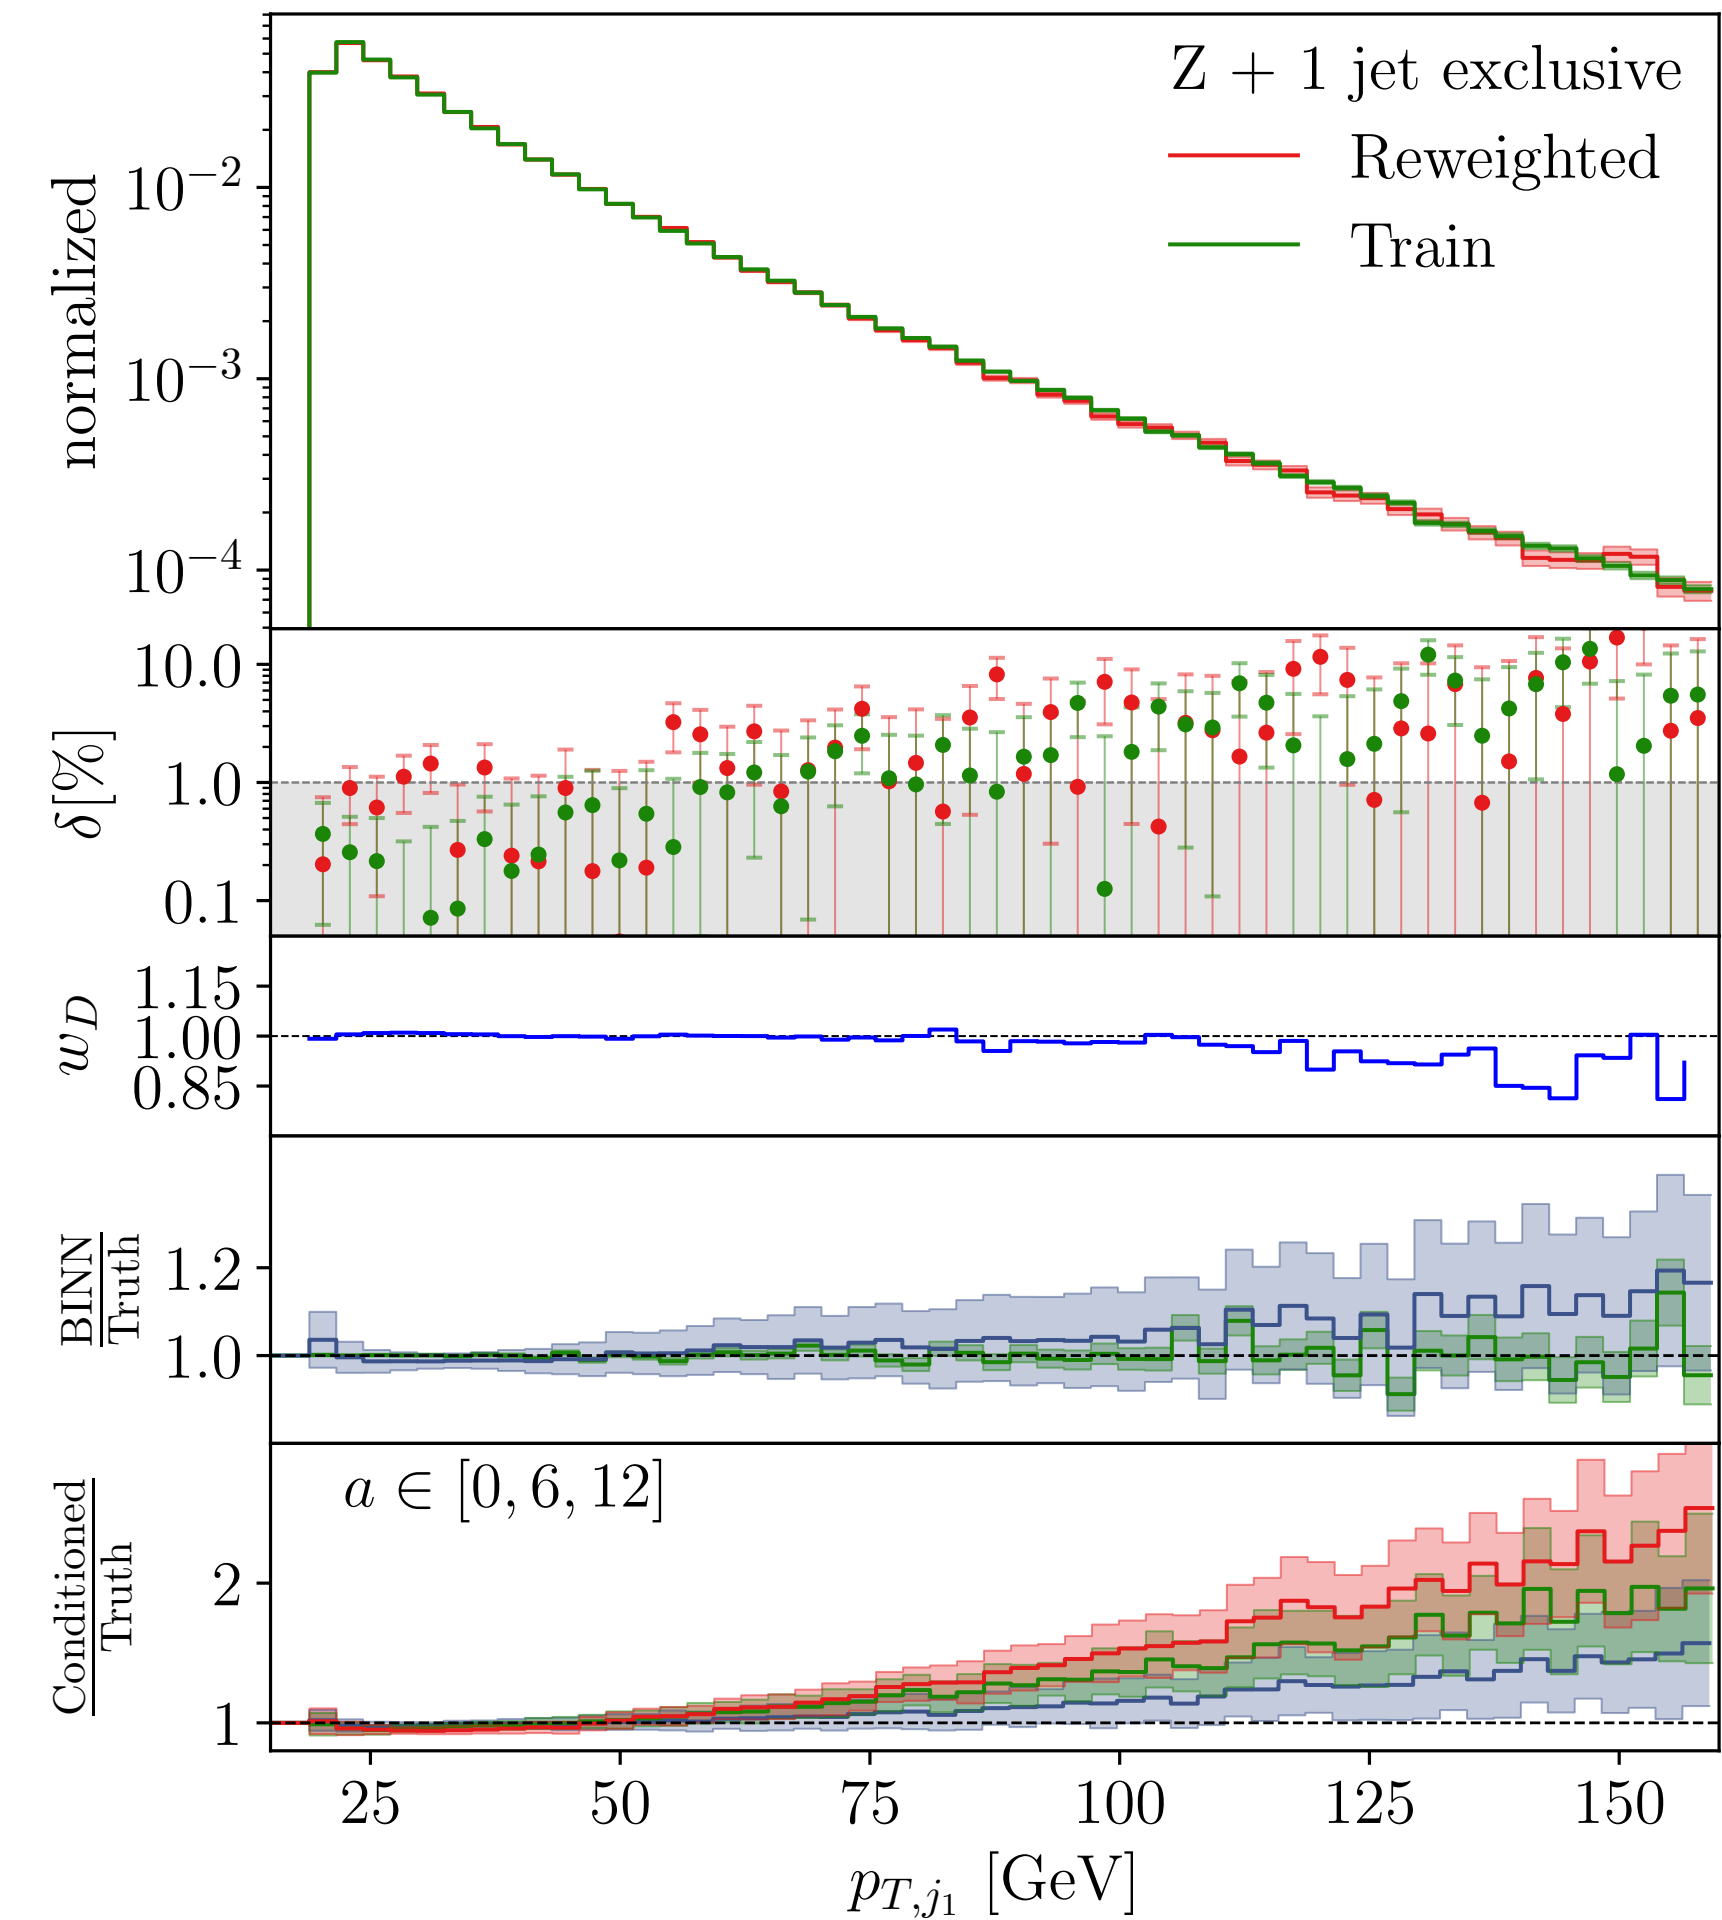 Z + 1 jet exclusive
Reweighted
Train
normalized
10⁻²
10⁻³
10⁻⁴
δ[%]
10.0
1.0
0.1
w_D
1.15
1.00
0.85
BINN
Truth
1.2
1.0
Conditioned
Truth
a ∈ [0, 6, 12]
2
1
25 50 75 100 125 150
p_{T,j_1} [GeV]